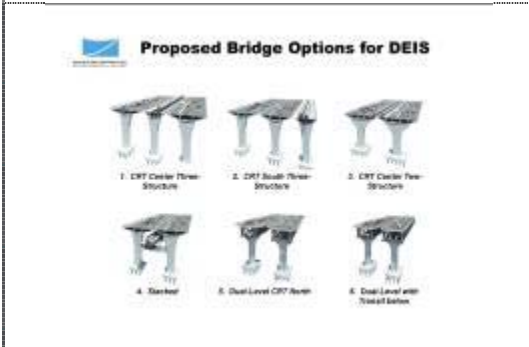 Proposed Bridge Options for DEIS
1. CRT Center Three-
Structure
2. CRT South Three-
Structure
3. CRT Center Two-
Structure
4. Stacked
5. Dual-Level CRT North
6. Dual Level with
Transit below